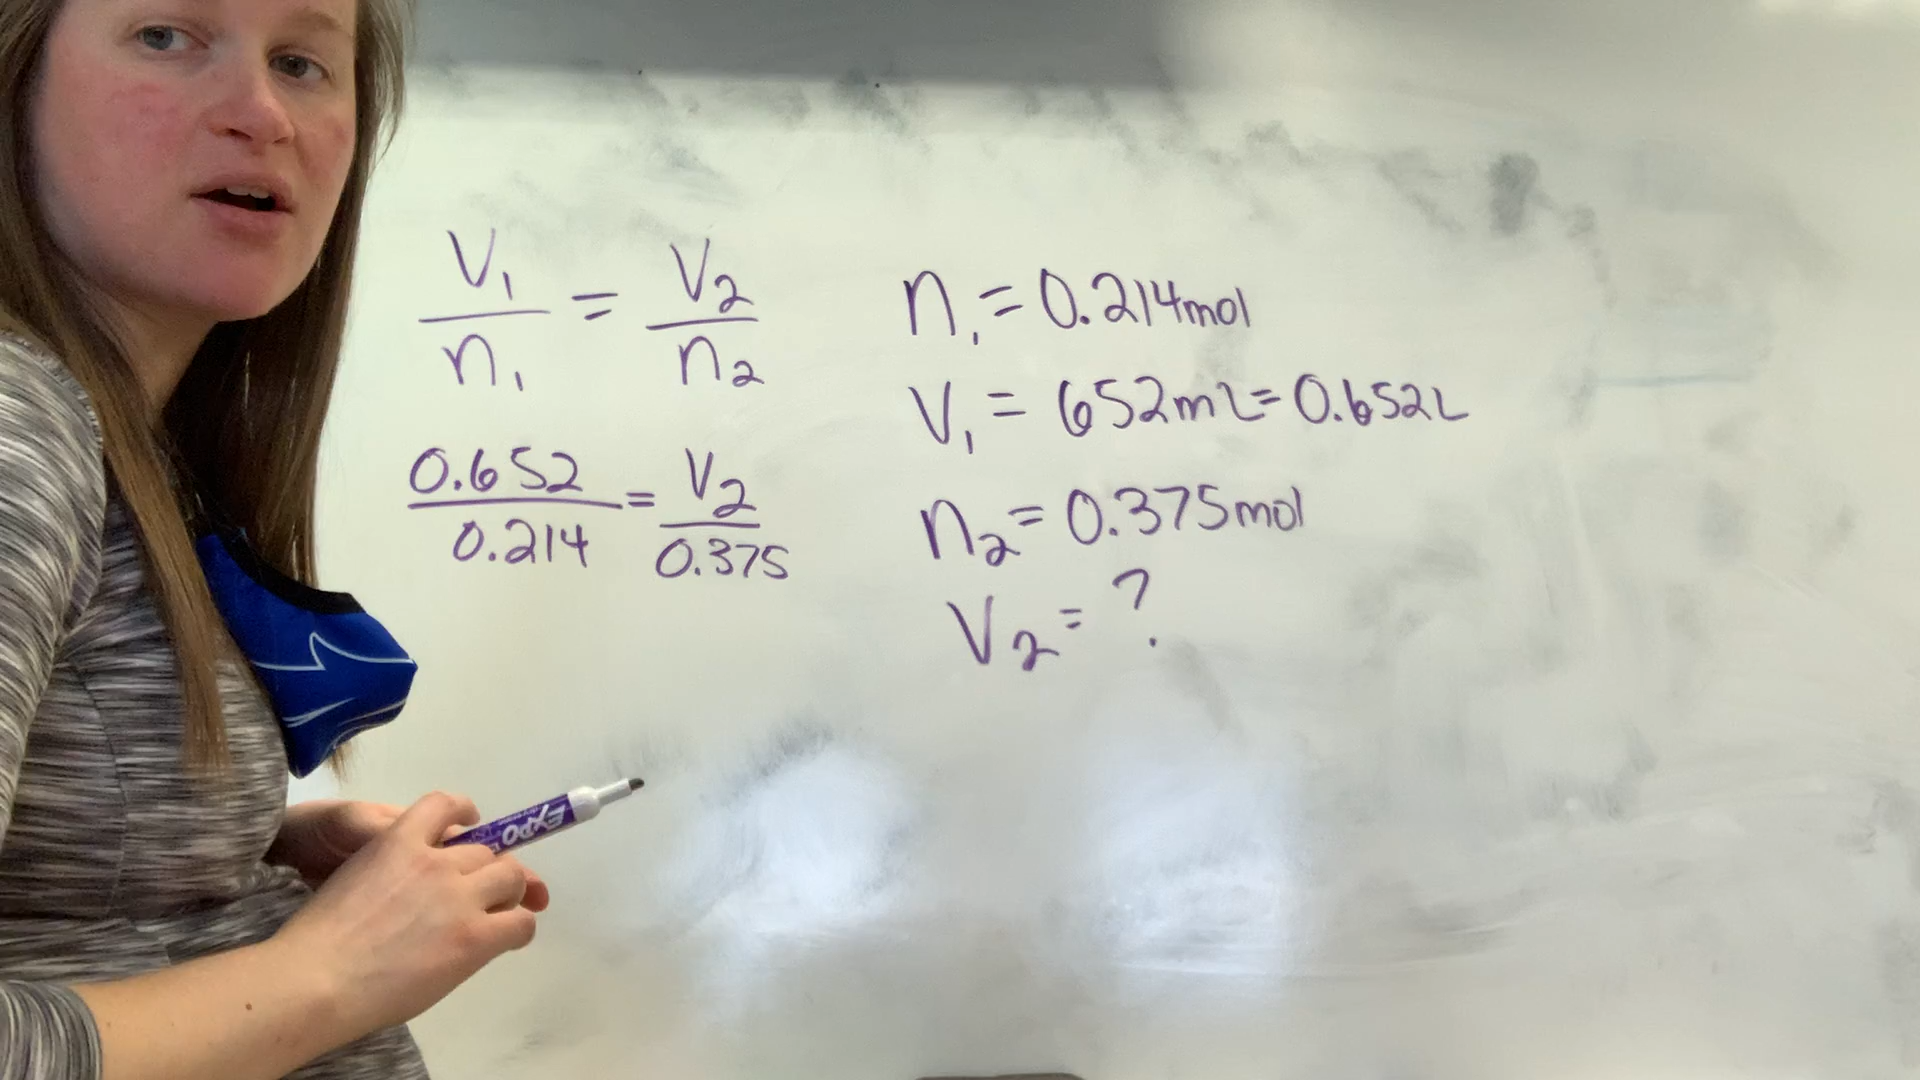 V₁/n₁ = V₂/n₂
0.652/0.214 = V₂/0.375
n₁ = 0.214mol
V₁ = 652mL = 0.652L
n₂ = 0.375mol
V₂ = ?
EXPO